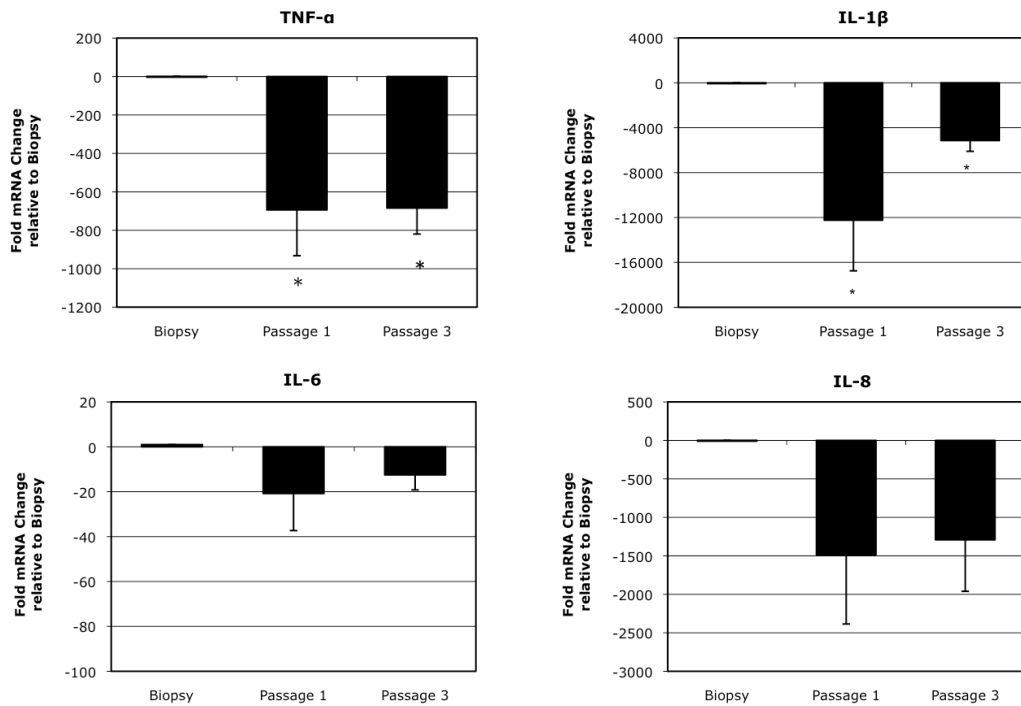 TNF-α
Fold mRNA Change
relative to Biopsy
200
0
-200
-400
-600
-800
-1000
-1200
*
*
Biopsy
Passage 1
Passage 3
IL-1β
Fold mRNA Change
relative to Biopsy
4000
0
-4000
-8000
-12000
-16000
-20000
*
*
Biopsy
Passage 1
Passage 3
IL-6
Fold mRNA Change
relative to Biopsy
20
0
-20
-40
-60
-80
-100
Biopsy
Passage 1
Passage 3
IL-8
Fold mRNA Change
relative to Biopsy
500
0
-500
-1000
-1500
-2000
-2500
-3000
Biopsy
Passage 1
Passage 3